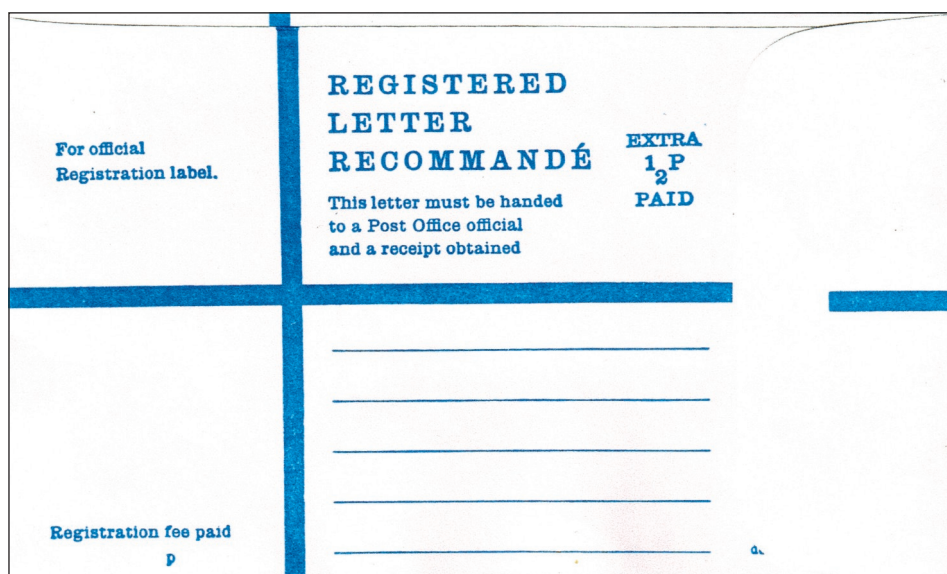 REGISTERED
LETTER
RECOMMANDÉ
This letter must be handed
to a Post Office official
and a receipt obtained
EXTRA
1/2P
PAID
For official
Registration label.
Registration fee paid
p